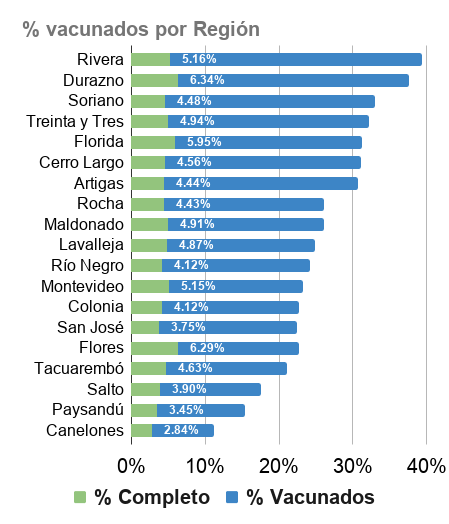 % vacunados por Región
Rivera 5.16%
Durazno 6.34%
Soriano 4.48%
Treinta y Tres 4.94%
Florida 5.95%
Cerro Largo 4.56%
Artigas 4.44%
Rocha 4.43%
Maldonado 4.91%
Lavalleja 4.87%
Río Negro 4.12%
Montevideo 5.15%
Colonia 4.12%
San José 3.75%
Flores 6.29%
Tacuarembó 4.63%
Salto 3.90%
Paysandú 3.45%
Canelones 2.84%
0% 10% 20% 30% 40%
% Completo % Vacunados